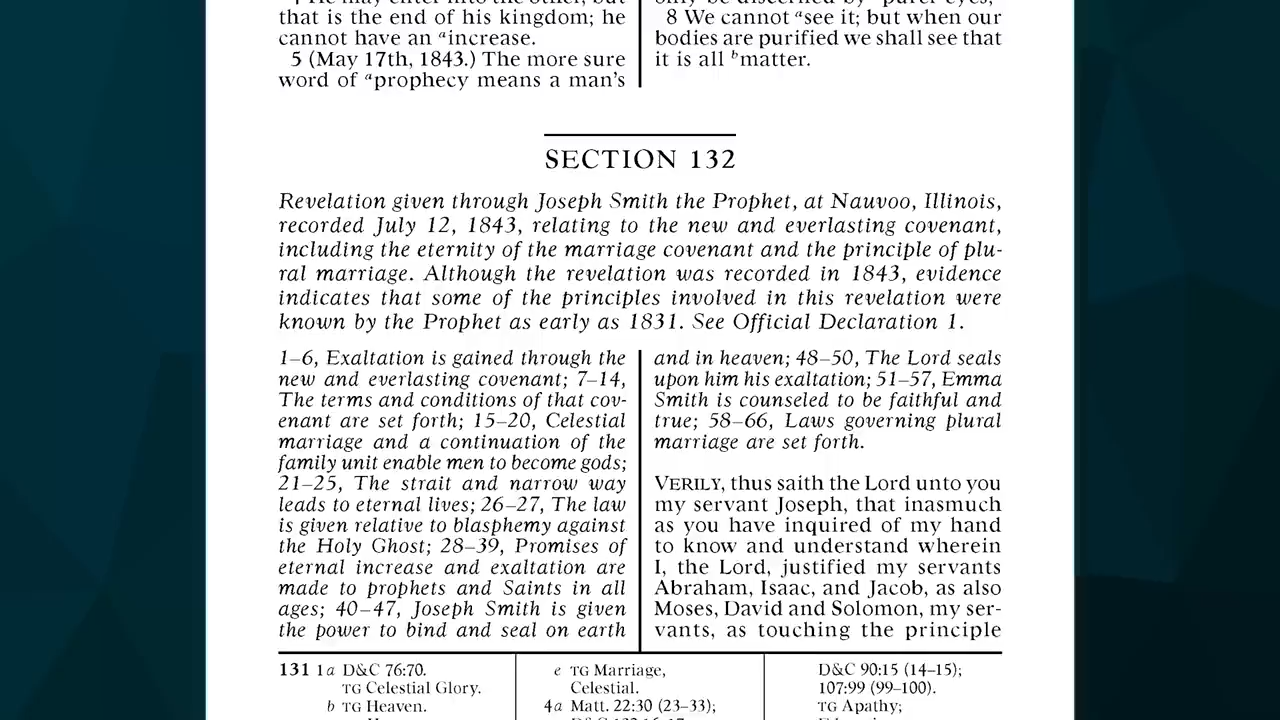 4 He may enter into the other, but
that is the end of his kingdom; he
cannot have an ᵃincrease.
5 (May 17th, 1843.) The more sure
word of ᵃprophecy means a man's
only be discerned by ᵃpurer eyes;
8 We cannot ᵃsee it; but when our
bodies are purified we shall see that
it is all ᵇmatter.
SECTION 132
Revelation given through Joseph Smith the Prophet, at Nauvoo, Illinois,
recorded July 12, 1843, relating to the new and everlasting covenant,
including the eternity of the marriage covenant and the principle of plu-
ral marriage. Although the revelation was recorded in 1843, evidence
indicates that some of the principles involved in this revelation were
known by the Prophet as early as 1831. See Official Declaration 1.
1–6, Exaltation is gained through the
new and everlasting covenant; 7–14,
The terms and conditions of that cov-
enant are set forth; 15–20, Celestial
marriage and a continuation of the
family unit enable men to become gods;
21–25, The strait and narrow way
leads to eternal lives; 26–27, The law
is given relative to blasphemy against
the Holy Ghost; 28–39, Promises of
eternal increase and exaltation are
made to prophets and Saints in all
ages; 40–47, Joseph Smith is given
the power to bind and seal on earth
and in heaven; 48–50, The Lord seals
upon him his exaltation; 51–57, Emma
Smith is counseled to be faithful and
true; 58–66, Laws governing plural
marriage are set forth.
VERILY, thus saith the Lord unto you
my servant Joseph, that inasmuch
as you have inquired of my hand
to know and understand wherein
I, the Lord, justified my servants
Abraham, Isaac, and Jacob, as also
Moses, David and Solomon, my ser-
vants, as touching the principle
131 1a D&C 76:70.
TG Celestial Glory.
b TG Heaven.
e TG Marriage,
Celestial.
4a Matt. 22:30 (23–33);
D&C 90:15 (14–15);
107:99 (99–100).
TG Apathy;